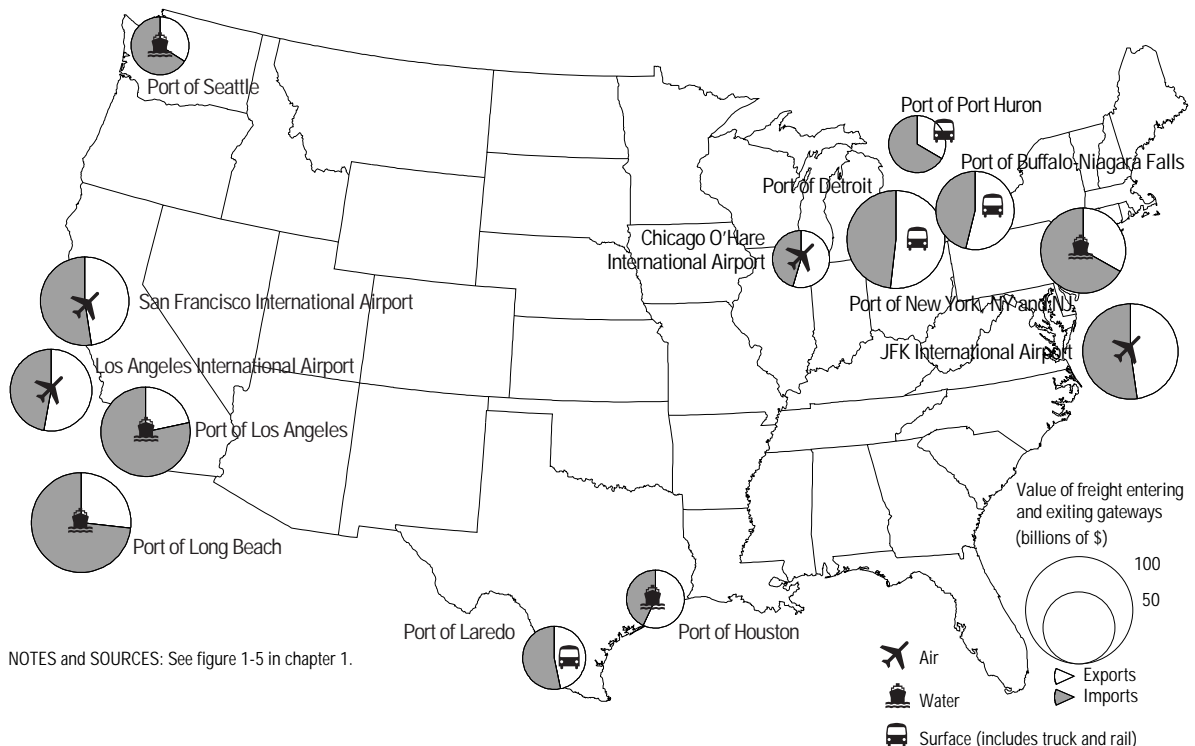 Port of Seattle
Port of Port Huron
Port of Buffalo-Niagara Falls
Port of Detroit
Chicago O'Hare
International Airport
San Francisco International Airport
Port of New York, NY and NJ
JFK International Airport
Los Angeles International Airport
Port of Los Angeles
Port of Long Beach
Port of Laredo
Port of Houston
NOTES and SOURCES: See figure 1-5 in chapter 1.
Value of freight entering
and exiting gateways
(billions of $)
100
50
Exports
Imports
Air
Water
Surface (includes truck and rail)